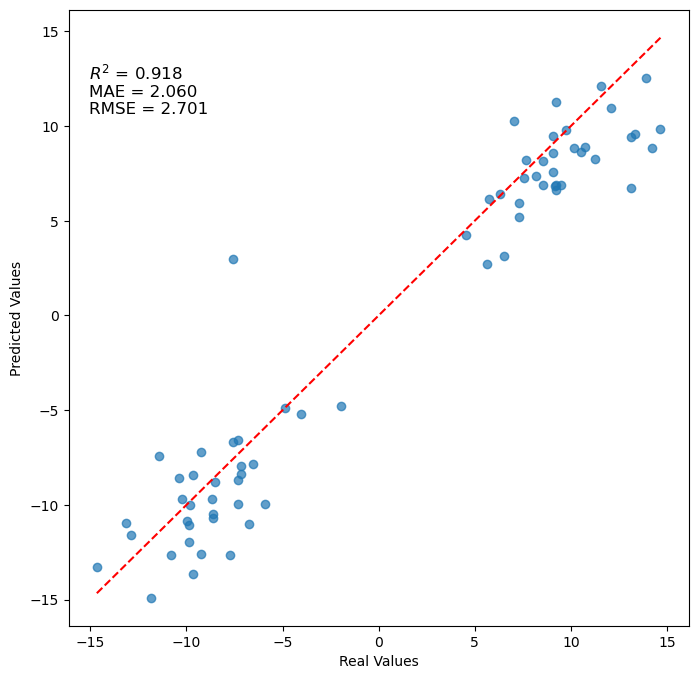 R² = 0.918
MAE = 2.060
RMSE = 2.701
Predicted Values
15
10
5
0
−5
−10
−15
−15 −10 −5 0 5 10 15
Real Values